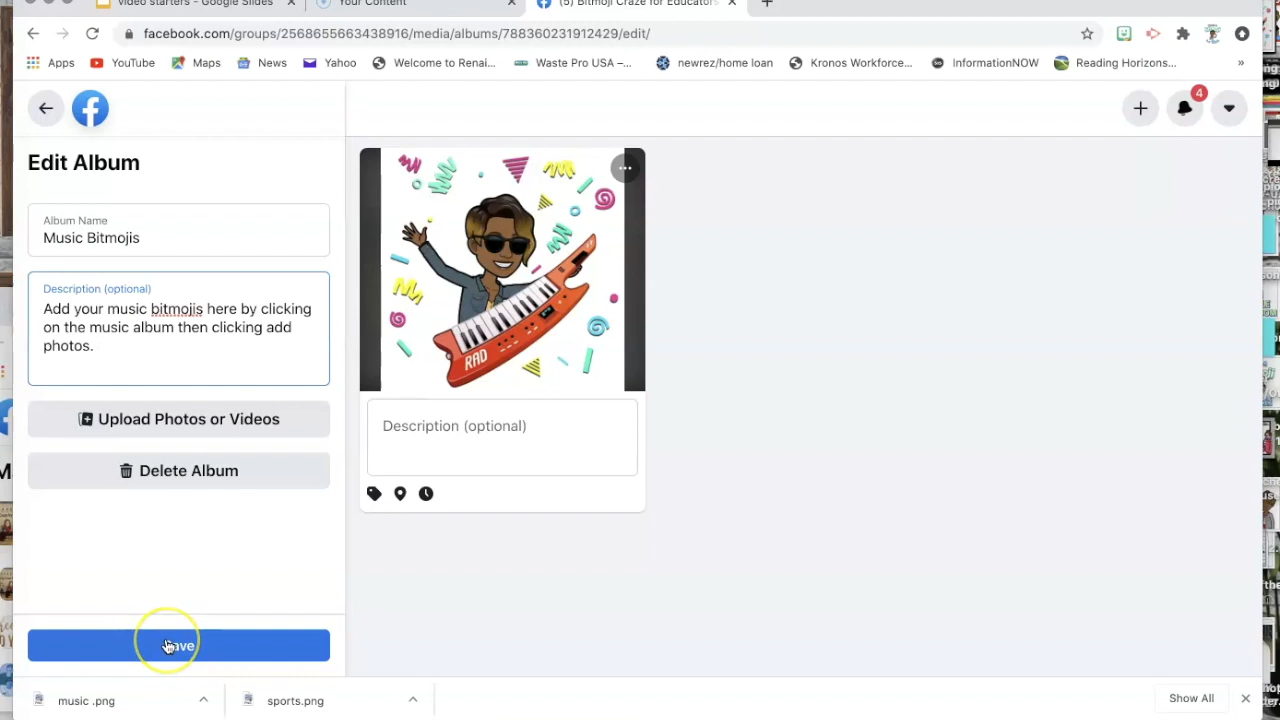 video starters - Google Slides
Your Content
(5) Bitmoji Craze for Educators
facebook.com/groups/2568655663438916/media/albums/788360231912429/edit/
Apps YouTube Maps News Yahoo Welcome to Renai... Waste Pro USA –... newrez/home loan Kronos Workforce... InformationNOW Reading Horizons... »
4
Edit Album
Album Name
Music Bitmojis
Description (optional)
Add your music bitmojis here by clicking
on the music album then clicking add
photos.
RAD
Upload Photos or Videos
Description (optional)
Delete Album
Save
music .png
sports.png
Show All